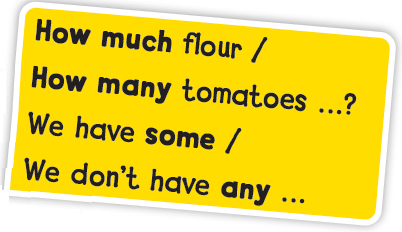 How much flour /
How many tomatoes ...?
We have some /
We don't have any ...